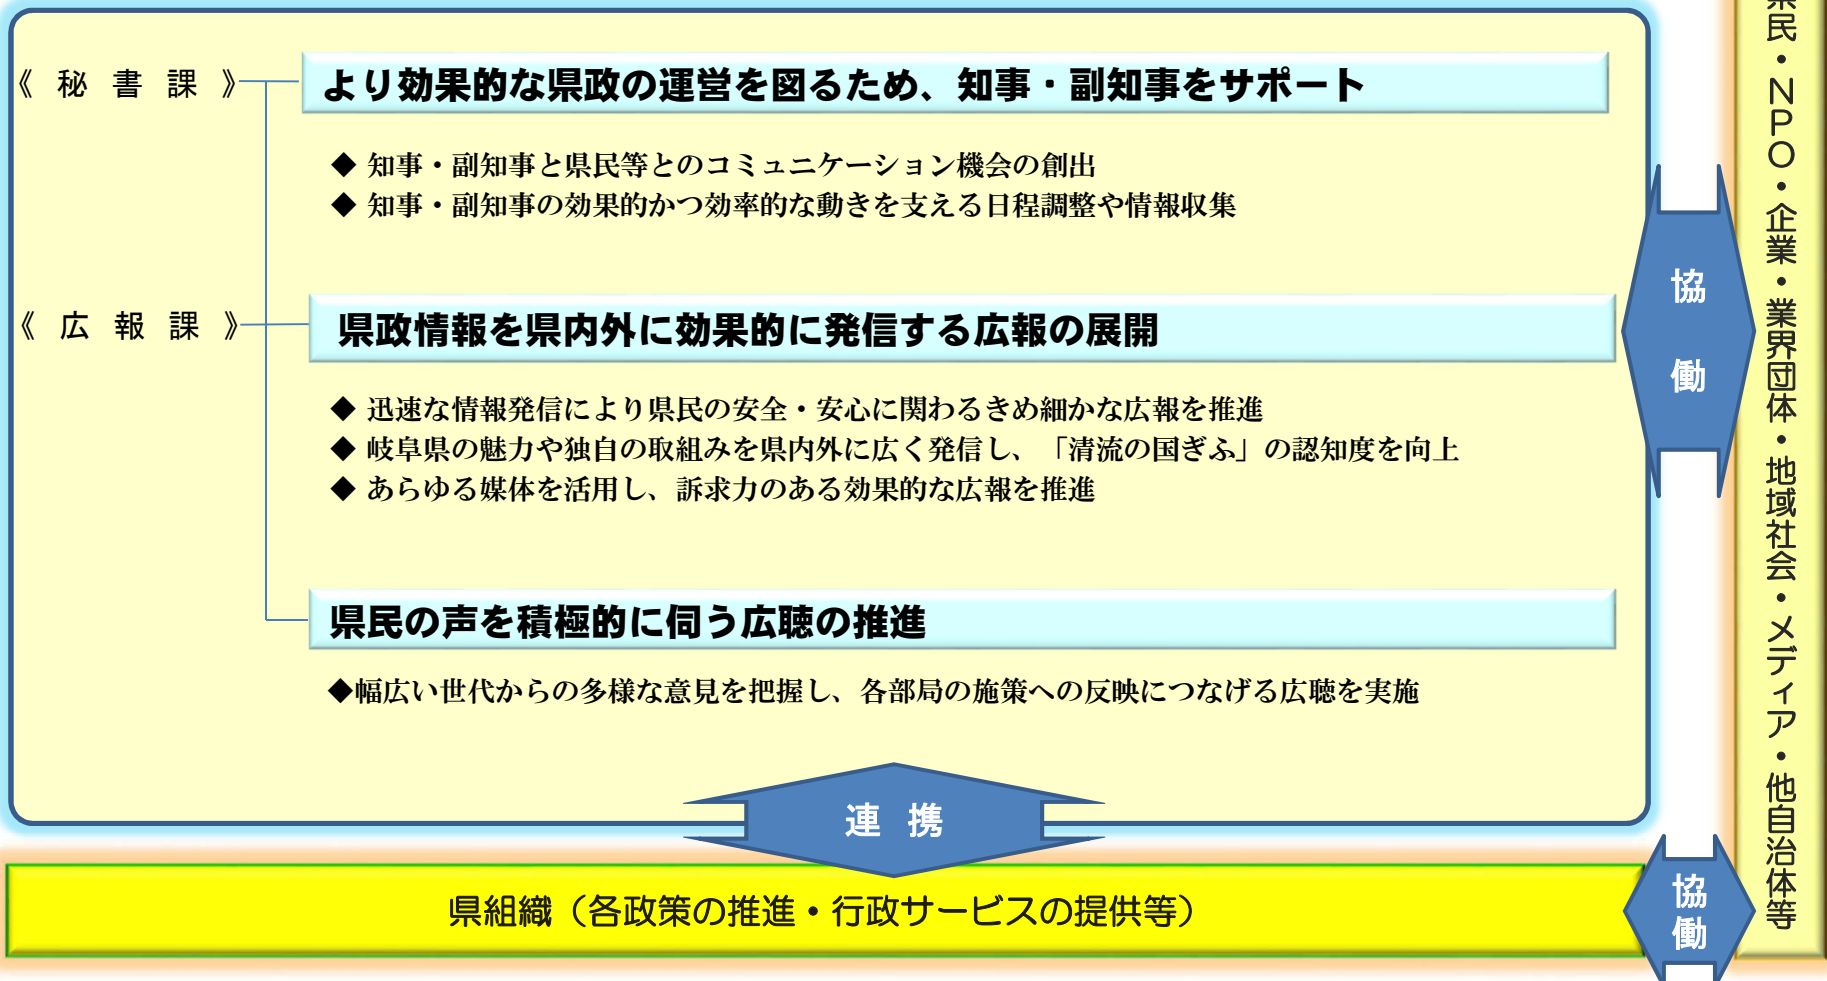 《 秘 書 課 》
より効果的な県政の運営を図るため、知事・副知事をサポート
◆ 知事・副知事と県民等とのコミュニケーション機会の創出
◆ 知事・副知事の効果的かつ効率的な動きを支える日程調整や情報収集
《 広 報 課 》
県政情報を県内外に効果的に発信する広報の展開
◆ 迅速な情報発信により県民の安全・安心に関わるきめ細かな広報を推進
◆ 岐阜県の魅力や独自の取組みを県内外に広く発信し、「清流の国ぎふ」の認知度を向上
◆ あらゆる媒体を活用し、訴求力のある効果的な広報を推進
県民の声を積極的に伺う広聴の推進
◆幅広い世代からの多様な意見を把握し、各部局の施策への反映につなげる広聴を実施
連 携
県組織（各政策の推進・行政サービスの提供等）
協 働
協働
県民・NPO・企業・業界団体・地域社会・メディア・他自治体等